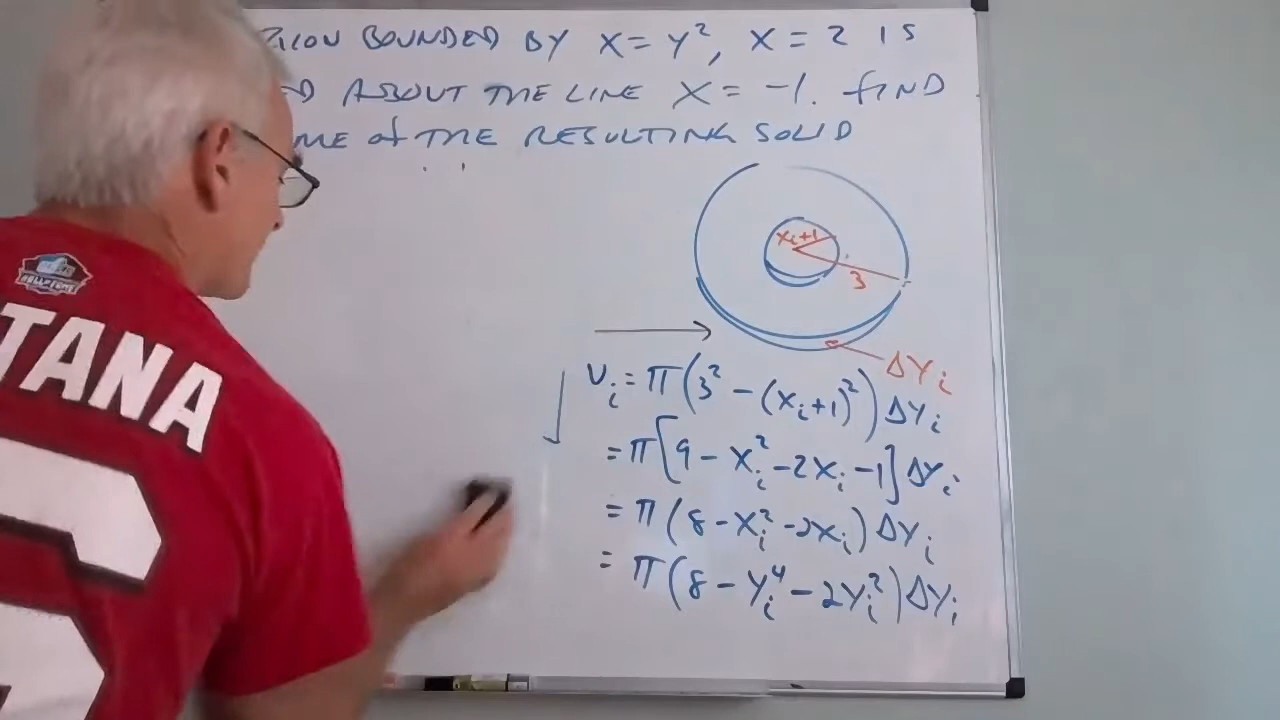 BOUNDED BY X = Y², X = 2 IS
ABOUT THE LINE X = -1. FIND
OF THE RESULTING SOLID
Xi+1
3
ΔYi
Vi = π(3² - (Xi+1)²) ΔYi
= π[9 - Xi² - 2Xi - 1] ΔYi
= π(8 - Xi² - 2Xi) ΔYi
= π(8 - Yi⁴ - 2Yi²) ΔYi
TANA